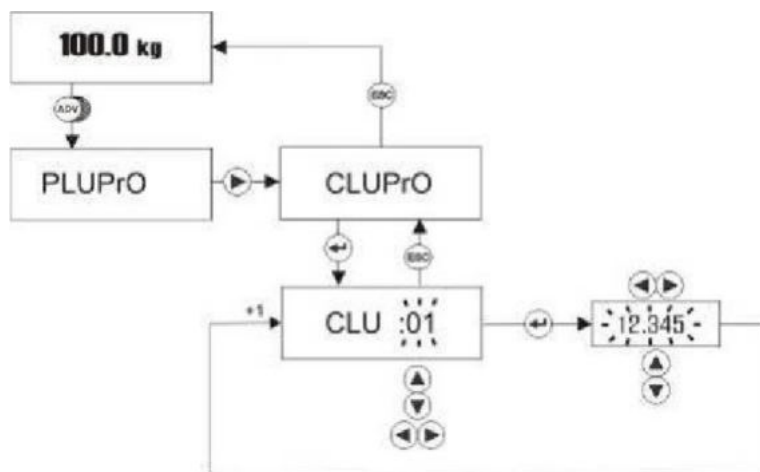 100.0 kg
ESC
ADV
PLUPrO
CLUPrO
ESC
+1
CLU :01
12.345